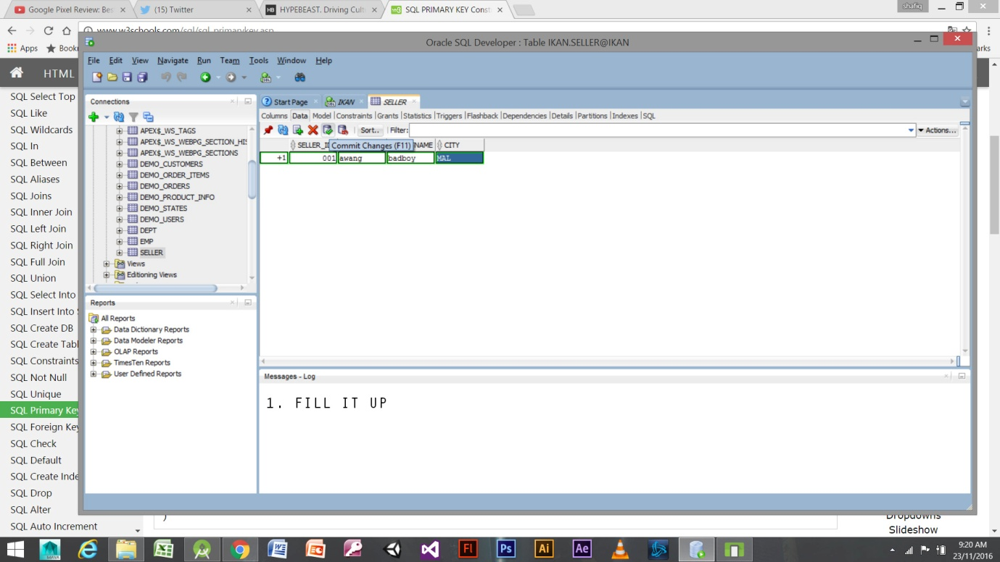 Google Pixel Review: Bes
(15) Twitter
HYPEBEAST. Driving Cult
SQL PRIMARY KEY Const
shafiq
www.w3schools.com/sql/sql_primarykey.asp
Apps
Bookr
arks
Oracle SQL Developer : Table IKAN.SELLER@IKAN
File Edit View Navigate Run Team Tools Window Help
HTML
SQL Select Top
SQL Like
SQL Wildcards
SQL In
SQL Between
SQL Aliases
SQL Joins
SQL Inner Join
SQL Left Join
SQL Right Join
SQL Full Join
SQL Union
SQL Select Into
SQL Insert Into S
SQL Create DB
SQL Create Tabl
SQL Constraints
SQL Not Null
SQL Unique
SQL Primary Key
SQL Foreign Key
SQL Check
SQL Default
SQL Create Inde
SQL Drop
SQL Alter
SQL Auto Increment
Connections
APEX$_WS_TAGS
APEX$_WS_WEBPG_SECTION_HIS
APEX$_WS_WEBPG_SECTIONS
DEMO_CUSTOMERS
DEMO_ORDER_ITEMS
DEMO_ORDERS
DEMO_PRODUCT_INFO
DEMO_STATES
DEMO_USERS
DEPT
EMP
SELLER
Views
Editioning Views
Reports
All Reports
Data Dictionary Reports
Data Modeler Reports
OLAP Reports
TimesTen Reports
User Defined Reports
Start Page IKAN SELLER
Columns Data Model Constraints Grants Statistics Triggers Flashback Dependencies Details Partitions Indexes SQL
Sort.. Filter: Actions...
SELLER_ID Commit Changes (F11) NAME CITY
+1 001 awang badboy MAL
Messages - Log
1. FILL IT UP
)
Dropdowns
Slideshow
MAYA
Fl Ps Ai Ae
9:20 AM
23/11/2016